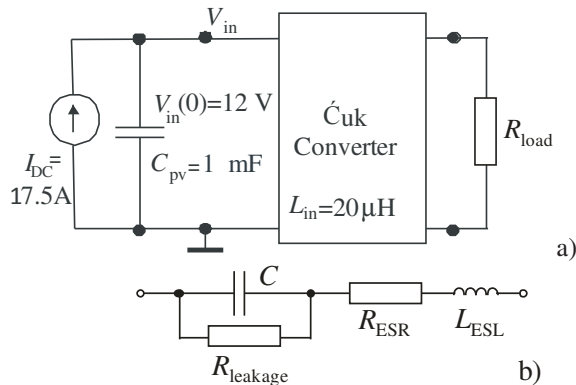 V_in
V_in(0)=12 V
C_pv=1 mF
I_DC=
17.5A
Ćuk
Converter
L_in=20µH
R_load
a)
C
R_leakage
R_ESR
L_ESL
b)